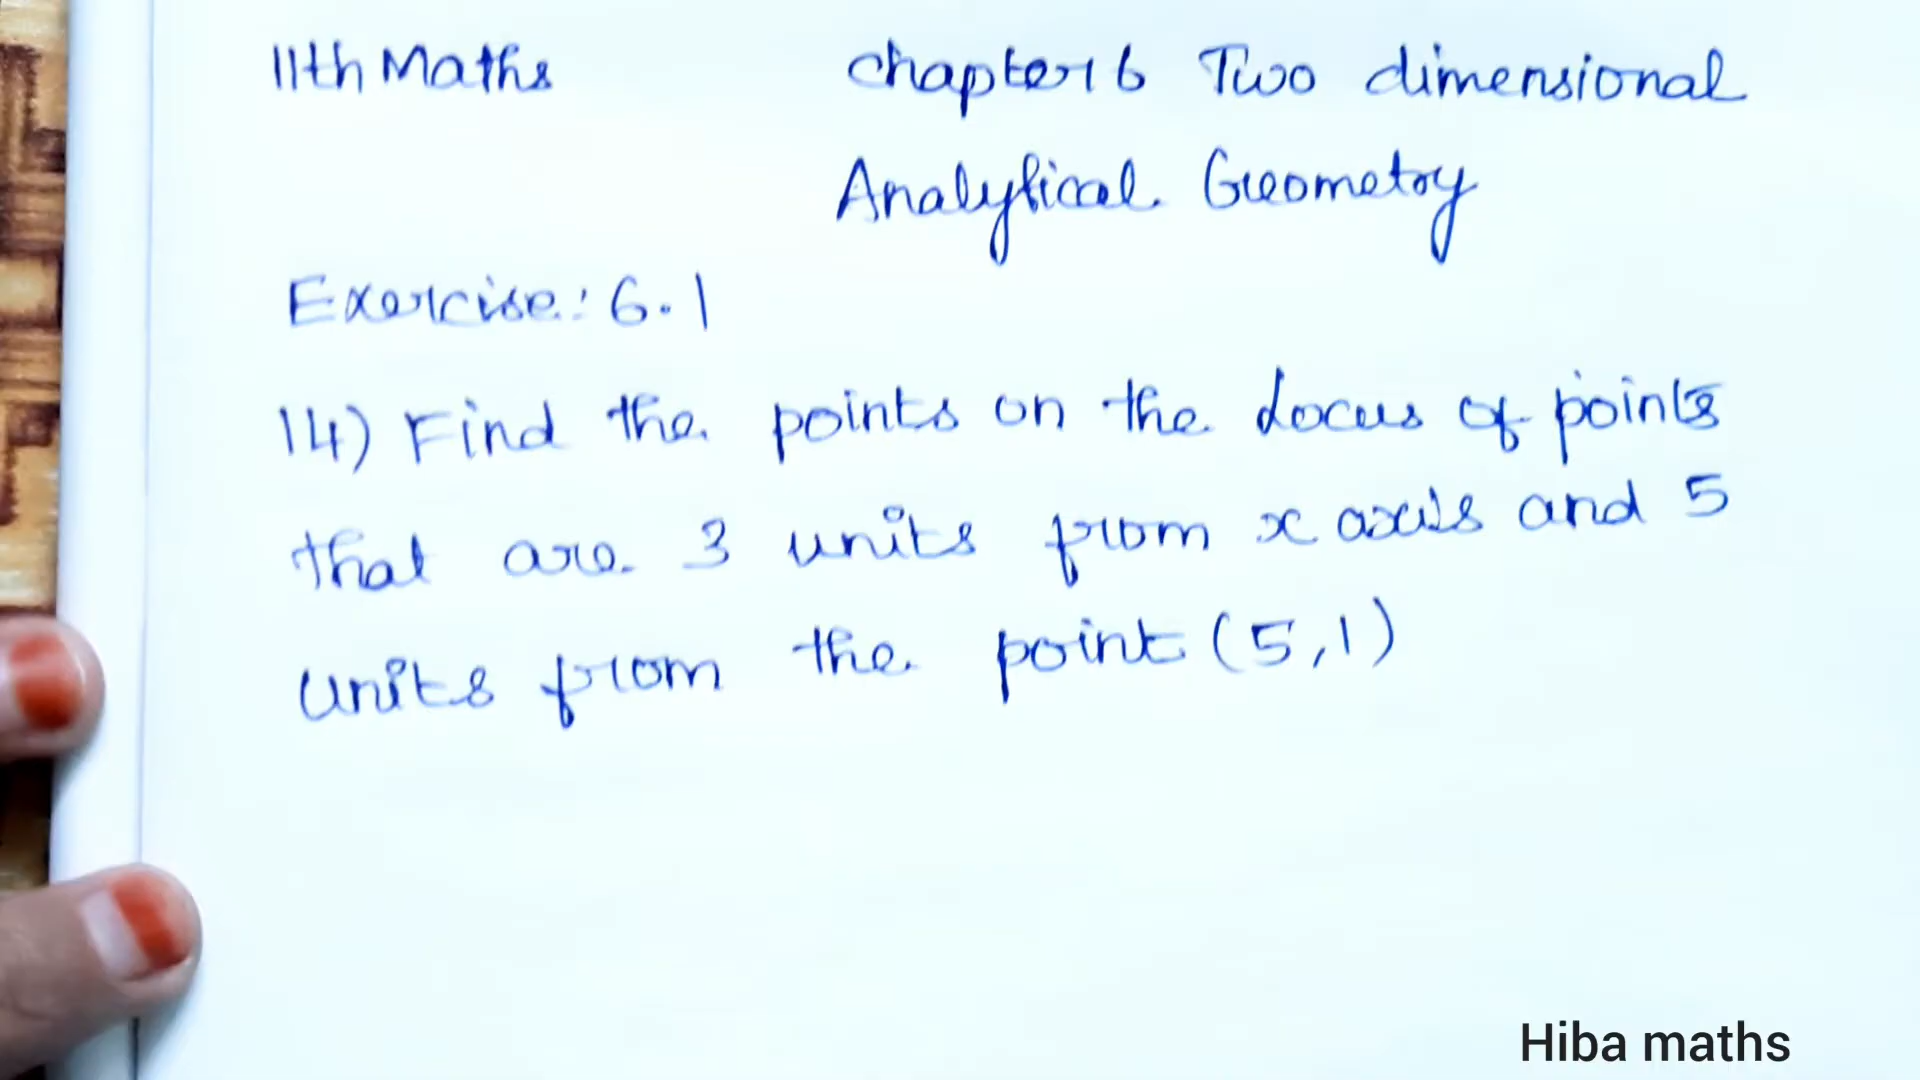 11th Maths chapter 6 Two dimensional
Analytical Geometry
Exercise: 6.1
14) Find the points on the Locus of points
that are 3 units from x axis and 5
units from the point (5,1)
Hiba maths